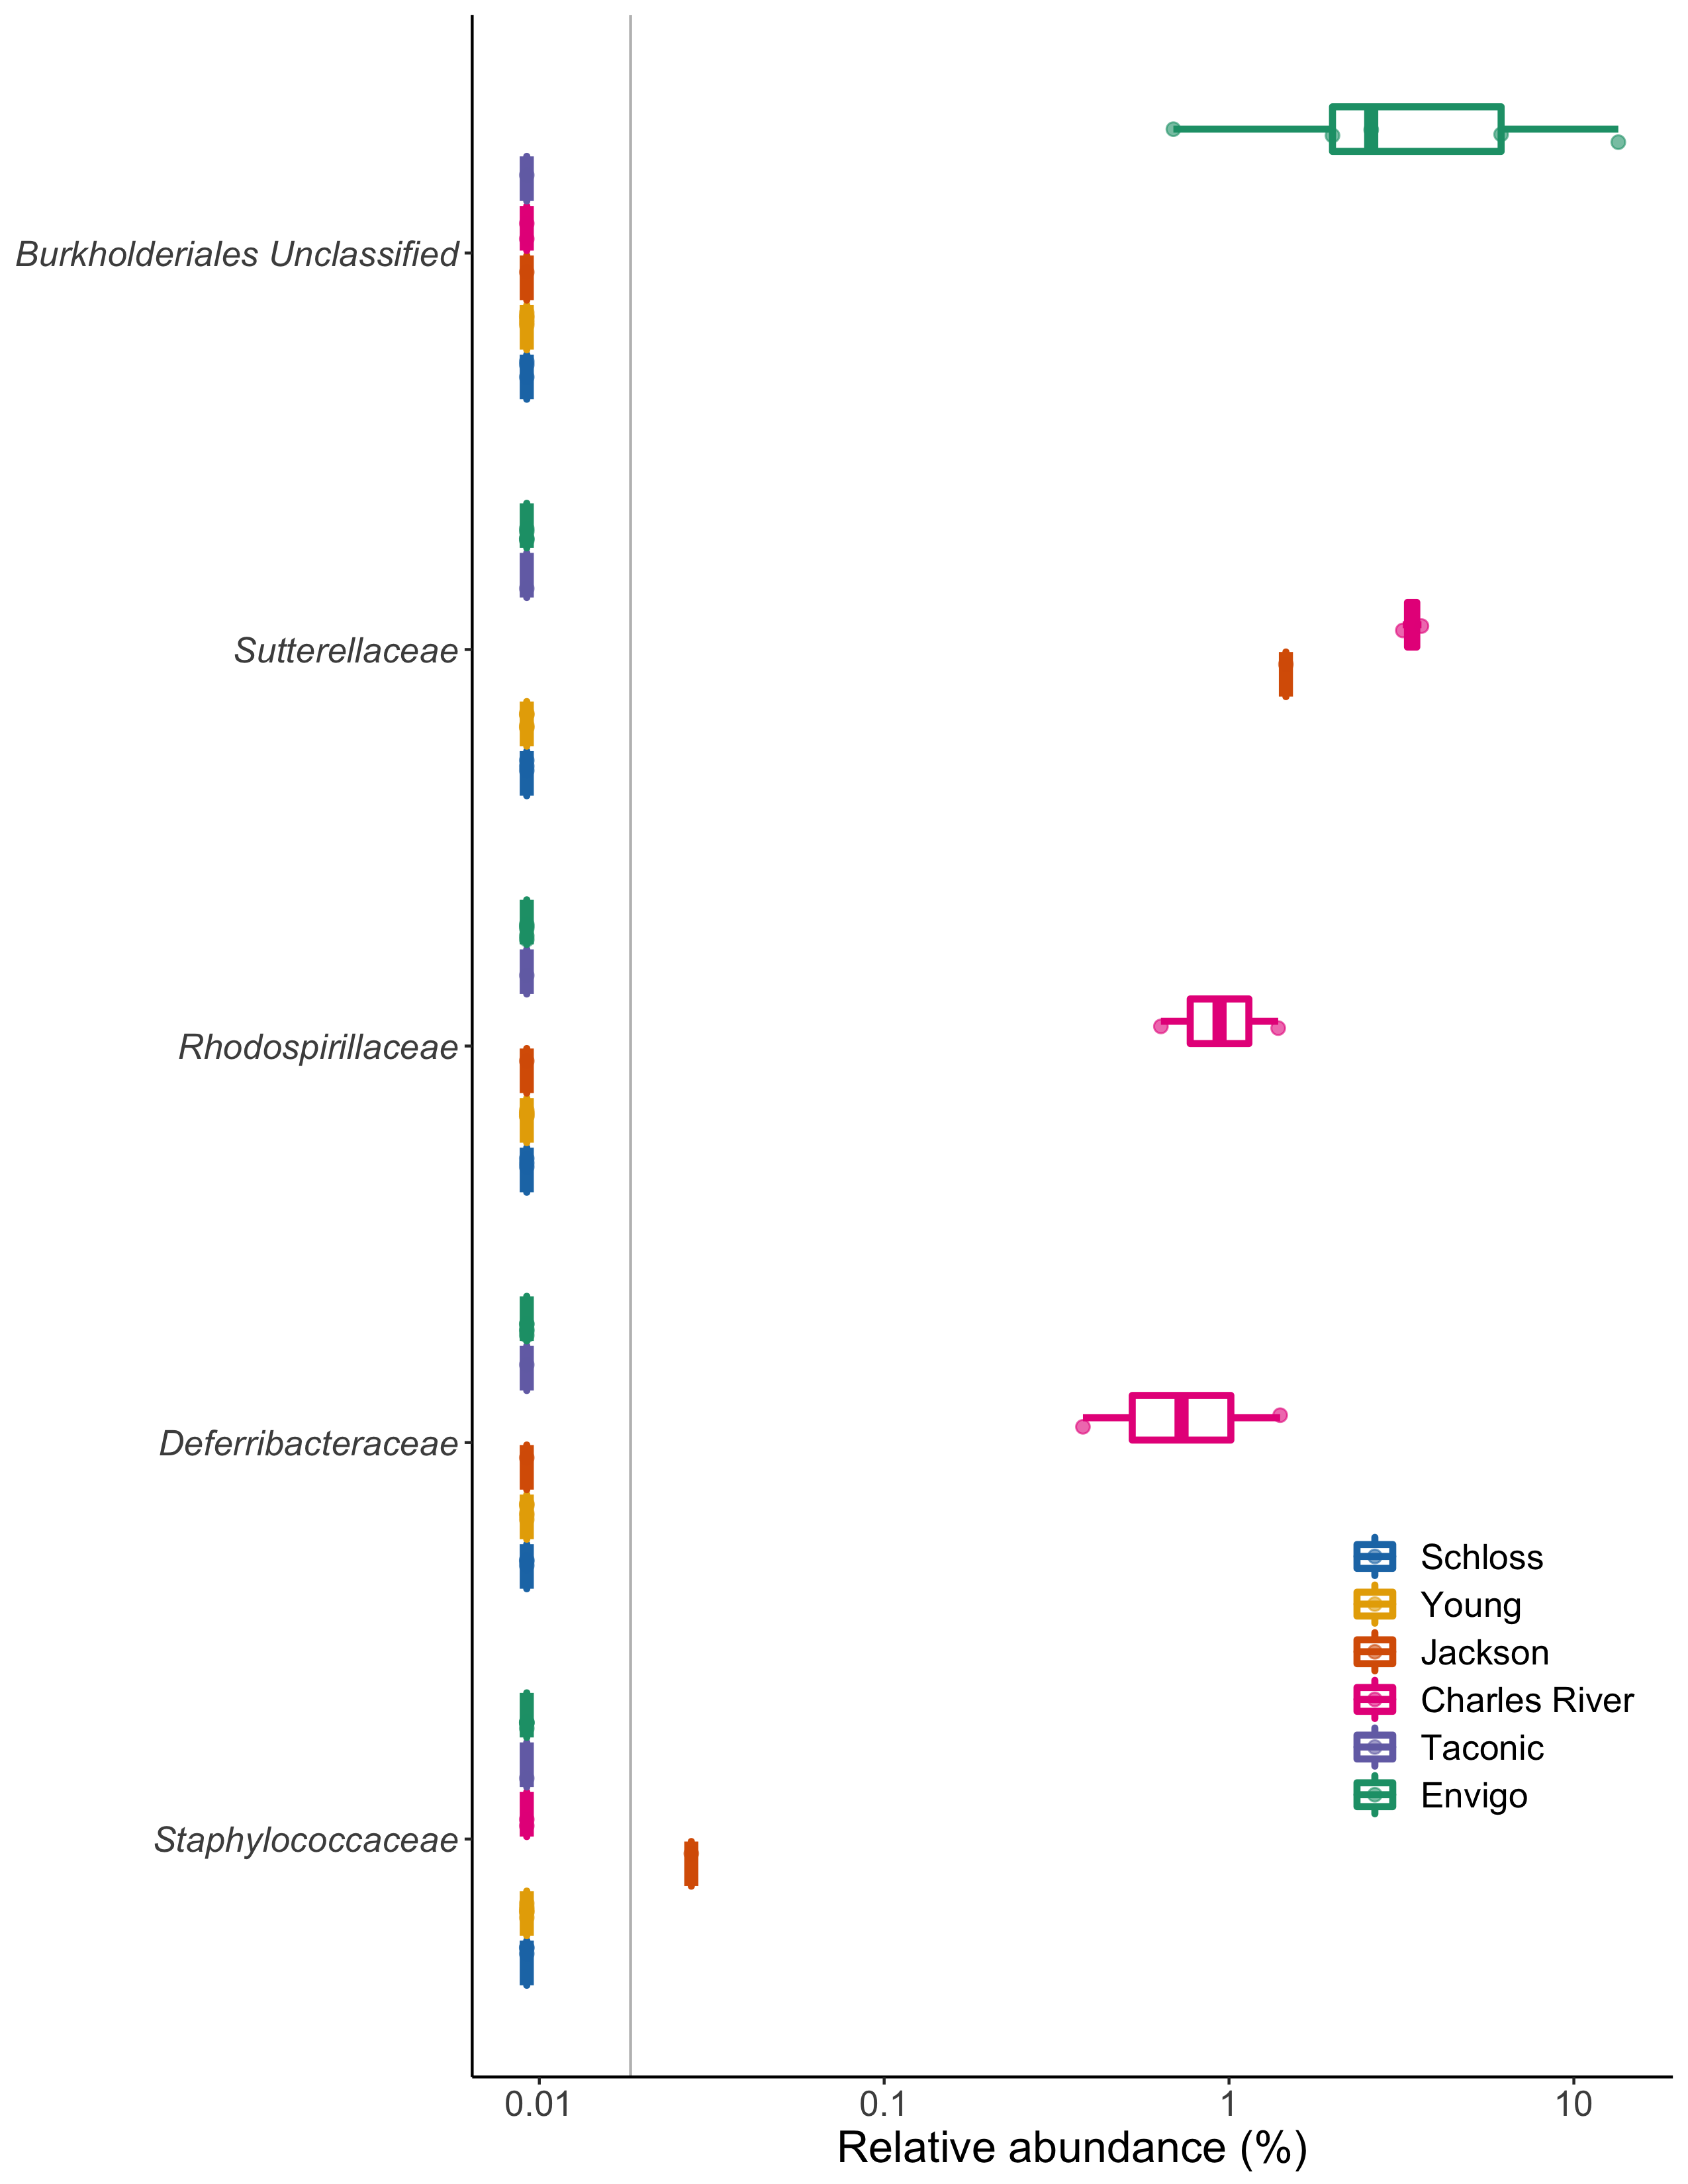 Burkholderiales Unclassified
Sutterellaceae
Rhodospirillaceae
Deferribacteraceae
Staphylococcaceae
Schloss
Young
Jackson
Charles River
Taconic
Envigo
0.01 0.1 1 10
Relative abundance (%)